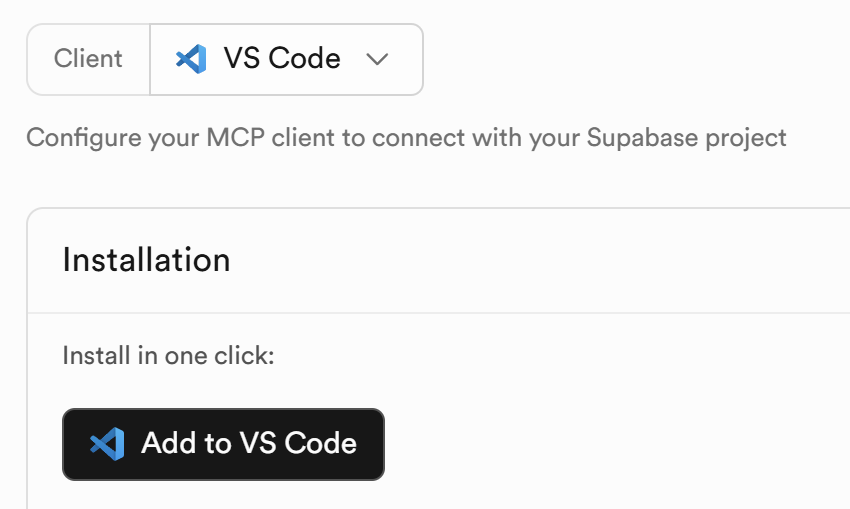 Client
VS Code
Configure your MCP client to connect with your Supabase project
Installation
Install in one click:
Add to VS Code